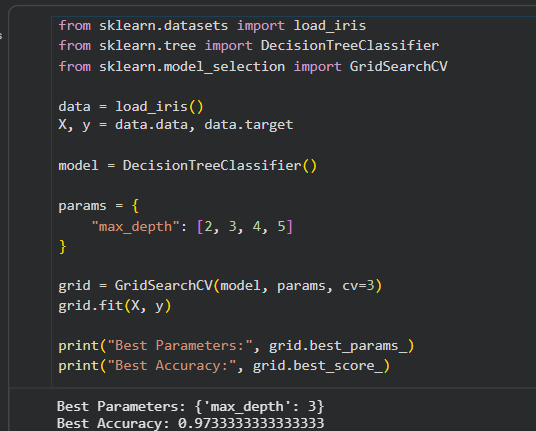 from sklearn.datasets import load_iris
from sklearn.tree import DecisionTreeClassifier
from sklearn.model_selection import GridSearchCV
data = load_iris()
X, y = data.data, data.target
model = DecisionTreeClassifier()
params = {
    "max_depth": [2, 3, 4, 5]
}
grid = GridSearchCV(model, params, cv=3)
grid.fit(X, y)
print("Best Parameters:", grid.best_params_)
print("Best Accuracy:", grid.best_score_)
Best Parameters: {'max_depth': 3}
Best Accuracy: 0.9733333333333333